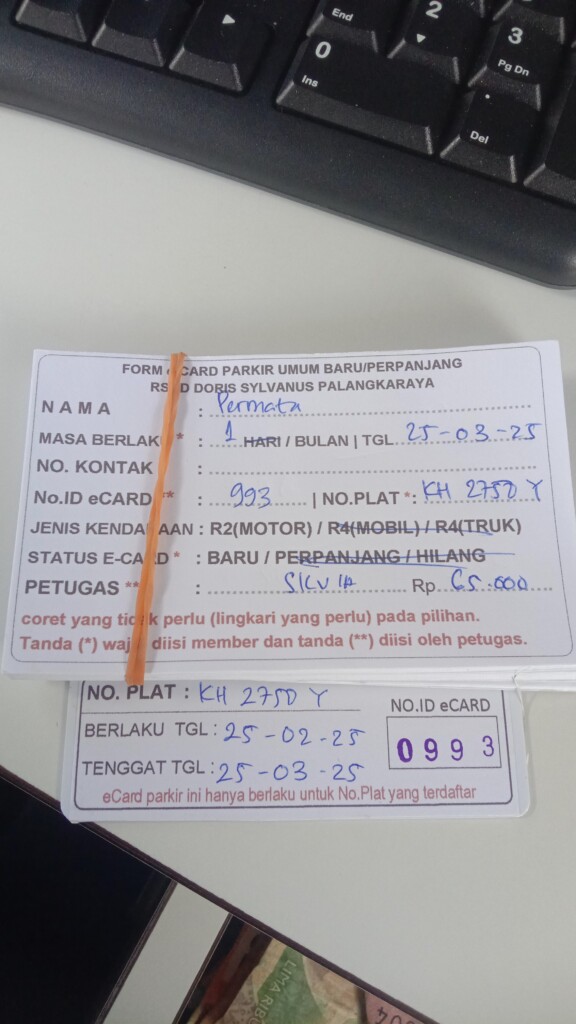 End
2
3
Pg Dn
0
Ins
Del
FORM eCARD PARKIR UMUM BARU/PERPANJANG
RSUD DORIS SYLVANUS PALANGKARAYA
NAMA : Permata
MASA BERLAKU * : 1 HARI / BULAN | TGL 25-03-25
NO. KONTAK :
No.ID eCARD ** : 993 | NO.PLAT *: KH 2750 Y
JENIS KENDARAAN : R2(MOTOR) / R4(MOBIL) / R4(TRUK)
STATUS E-CARD * : BARU / PERPANJANG / HILANG
PETUGAS ** : SILVIA Rp 65.000
coret yang tidak perlu (lingkari yang perlu) pada pilihan.
Tanda (*) wajib diisi member dan tanda (**) diisi oleh petugas.
NO. PLAT : KH 2750 Y
NO.ID eCARD
BERLAKU TGL : 25-02-25
0993
TENGGAT TGL : 25-03-25
eCard parkir ini hanya berlaku untuk No.Plat yang terdaftar
LIMA RIBU